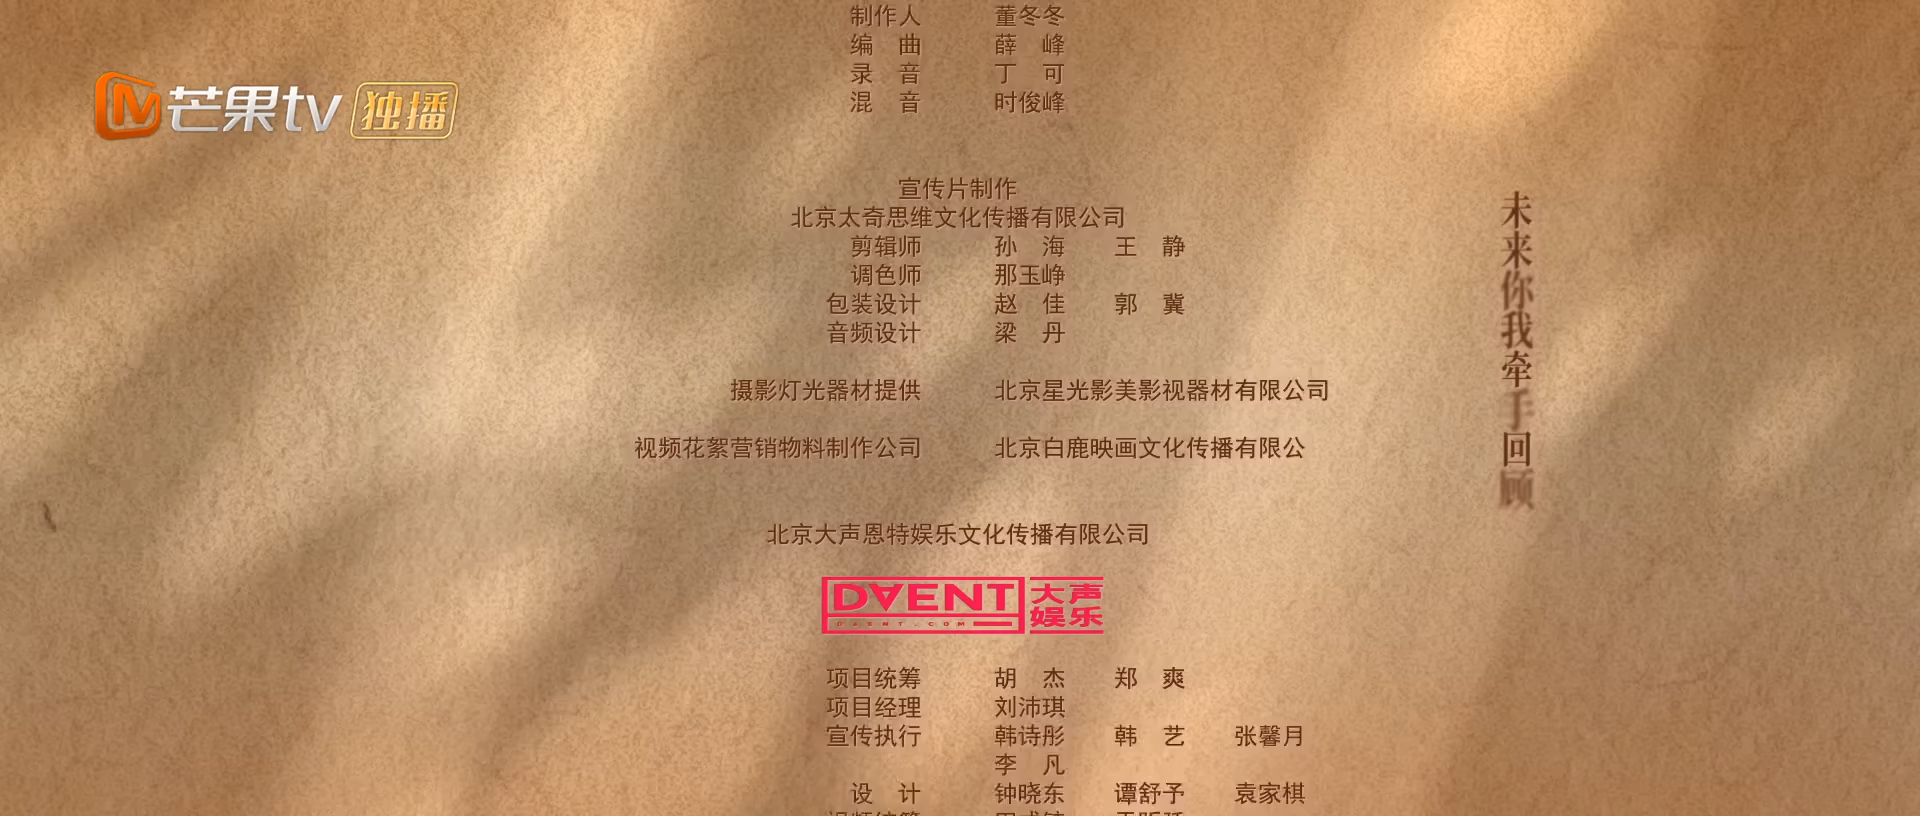 制作人 董冬冬
编 曲 薛 峰
录 音 丁 可
混 音 时俊峰
芒果tv 独播
宣传片制作
北京太奇思维文化传播有限公司
剪辑师 孙 海 王 静
调色师 那玉峥
包装设计 赵 佳 郭 冀
音频设计 梁 丹
摄影灯光器材提供 北京星光影美影视器材有限公司
视频花絮营销物料制作公司 北京白鹿映画文化传播有限公
未来你我牵手回顾
北京大声恩特娱乐文化传播有限公司
DAENT 大声娱乐
DAENT.COM
项目统筹 胡 杰 郑 爽
项目经理 刘沛琪
宣传执行 韩诗彤 韩 艺 张馨月
李 凡
设 计 钟晓东 谭舒予 袁家棋